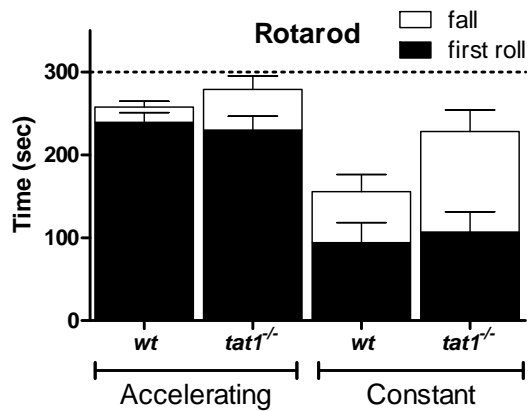 Rotarod
fall
first roll
Time (sec)
300
200
100
0
wt
tat1-/-
wt
tat1-/-
Accelerating
Constant